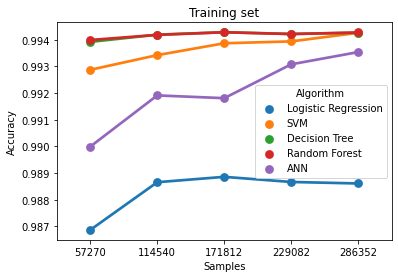 Training set
0.994
0.993
0.992
0.991
0.990
0.989
0.988
0.987
Accuracy
Algorithm
Logistic Regression
SVM
Decision Tree
Random Forest
ANN
57270 114540 171812 229082 286352
Samples